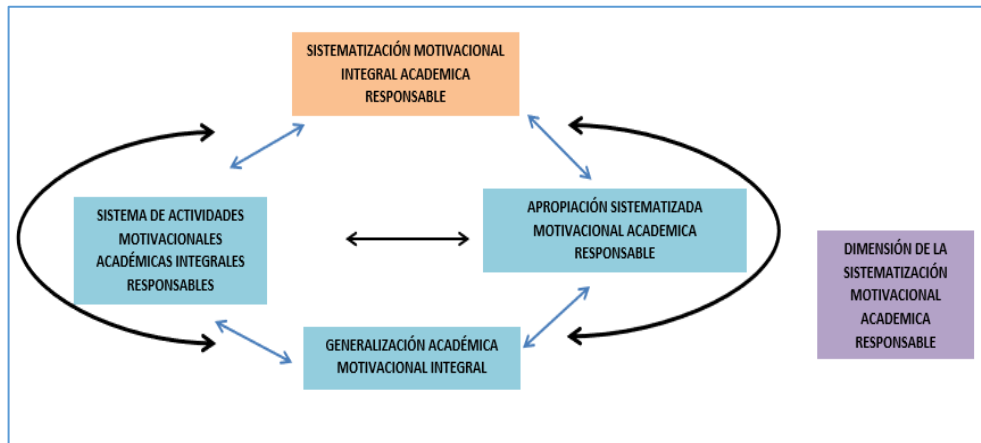 SISTEMATIZACIÓN MOTIVACIONAL
INTEGRAL ACADEMICA
RESPONSABLE
SISTEMA DE ACTIVIDADES
MOTIVACIONALES
ACADÉMICAS INTEGRALES
RESPONSABLES
APROPIACIÓN SISTEMATIZADA
MOTIVACIONAL ACADEMICA
RESPONSABLE
DIMENSIÓN DE LA
SISTEMATIZACIÓN
MOTIVACIONAL
ACADEMICA
RESPONSABLE
GENERALIZACIÓN ACADÉMICA
MOTIVACIONAL INTEGRAL